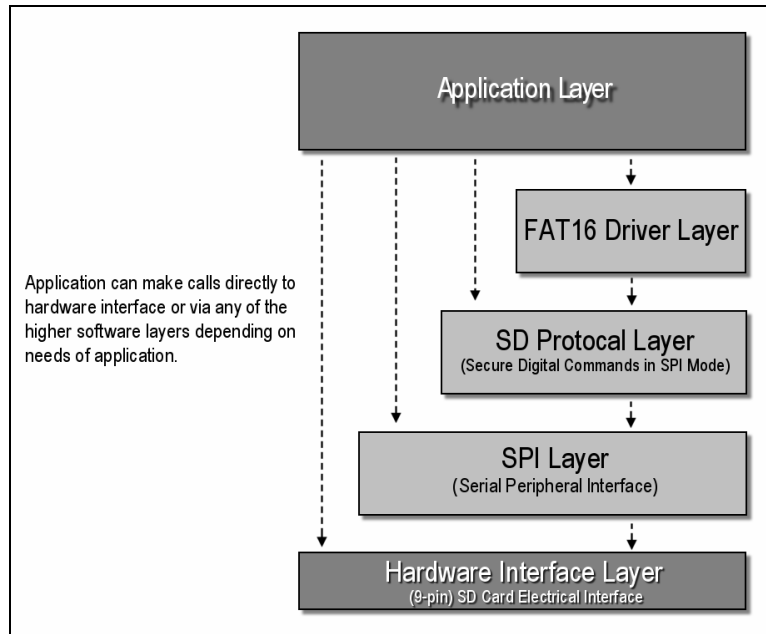 Application Layer
FAT16 Driver Layer
Application can make calls directly to
hardware interface or via any of the
higher software layers depending on
needs of application.
SD Protocal Layer
(Secure Digital Commands in SPI Mode)
SPI Layer
(Serial Peripheral Interface)
Hardware Interface Layer
(9-pin) SD Card Electrical Interface